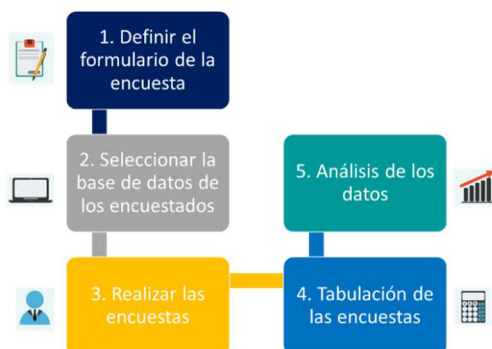 1. Definir el
formulario de la
encuesta
2. Seleccionar la
base de datos de
los encuestados
3. Realizar las
encuestas
4. Tabulación de
las encuestas
5. Análisis de los
datos